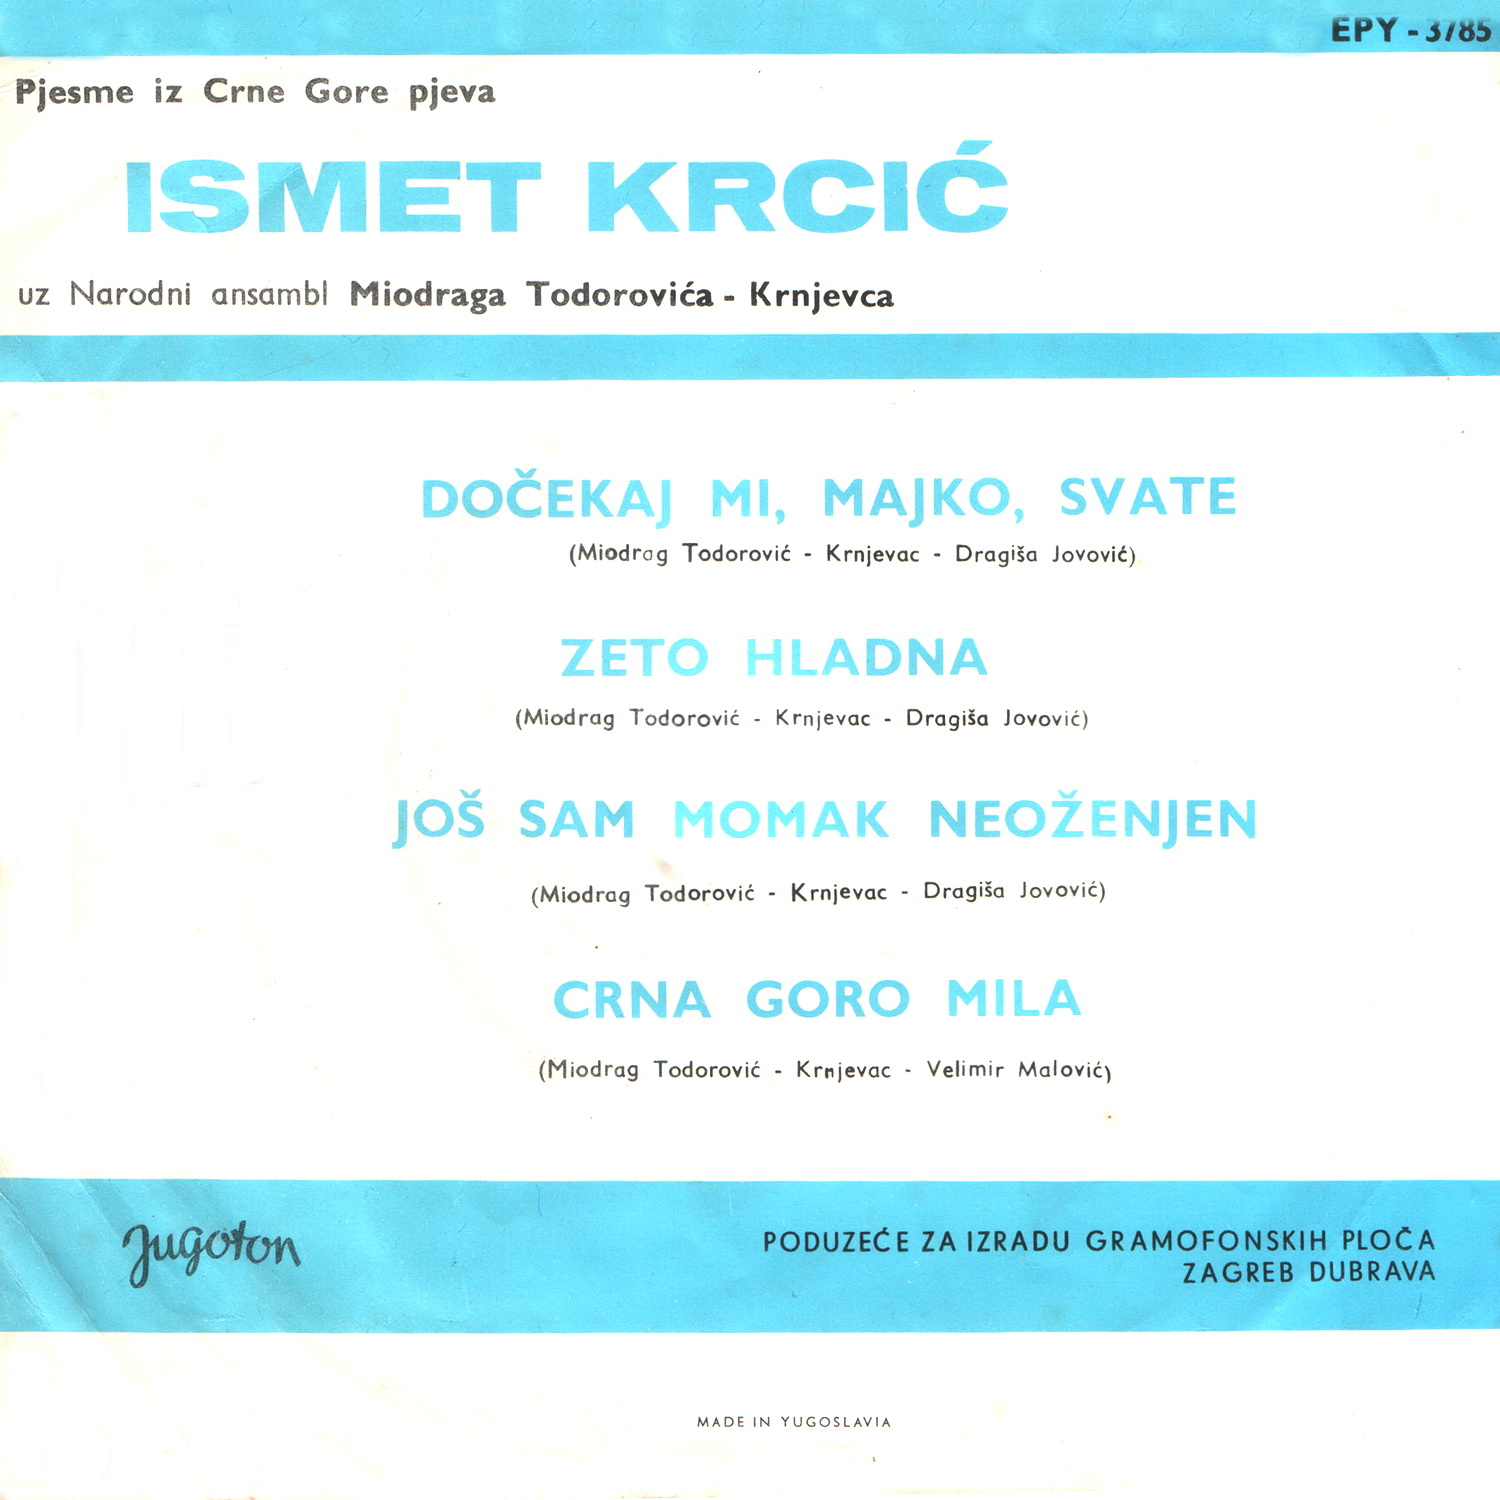 EPY - 3785
Pjesme iz Crne Gore pjeva
ISMET KRCIĆ
uz Narodni ansambl Miodraga Todorovića - Krnjevca
DOČEKAJ MI, MAJKO, SVATE
(Miodrag Todorović - Krnjevac - Dragiša Jovović)
ZETO HLADNA
(Miodrag Todorović - Krnjevac - Dragiša Jovović)
JOŠ SAM MOMAK NEOŽENJEN
(Miodrag Todorović - Krnjevac - Dragiša Jovović)
CRNA GORO MILA
(Miodrag Todorović - Krnjevac - Velimir Malović)
Jugoton
PODUZEĆE ZA IZRADU GRAMOFONSKIH PLOČA
ZAGREB DUBRAVA
MADE IN YUGOSLAVIA